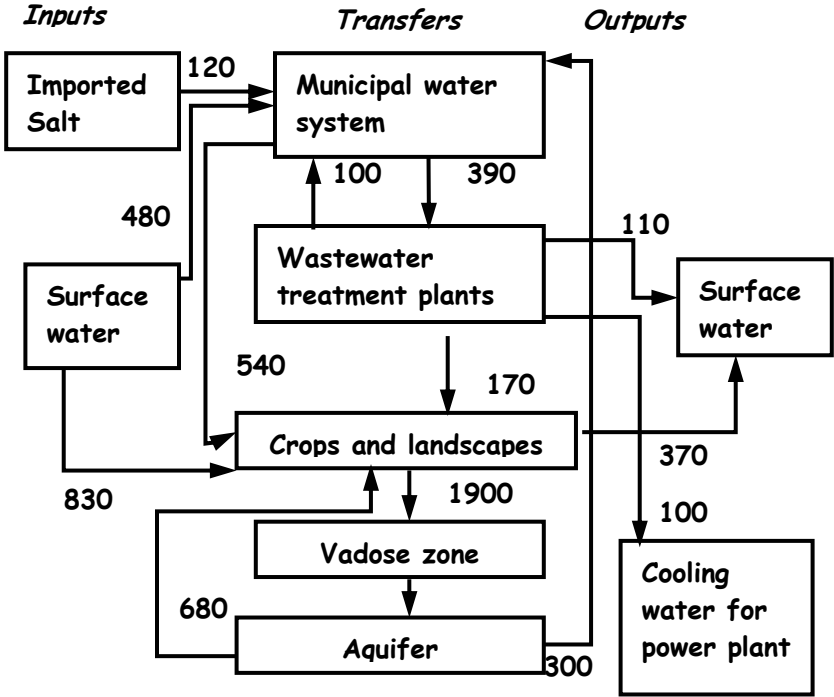 Inputs
Transfers
Outputs
Imported
Salt
120
Municipal water
system
480
100
390
110
Wastewater
treatment plants
Surface
water
Surface
water
540
170
Crops and landscapes
370
830
1900
100
Vadose zone
Cooling
water for
power plant
680
Aquifer
300